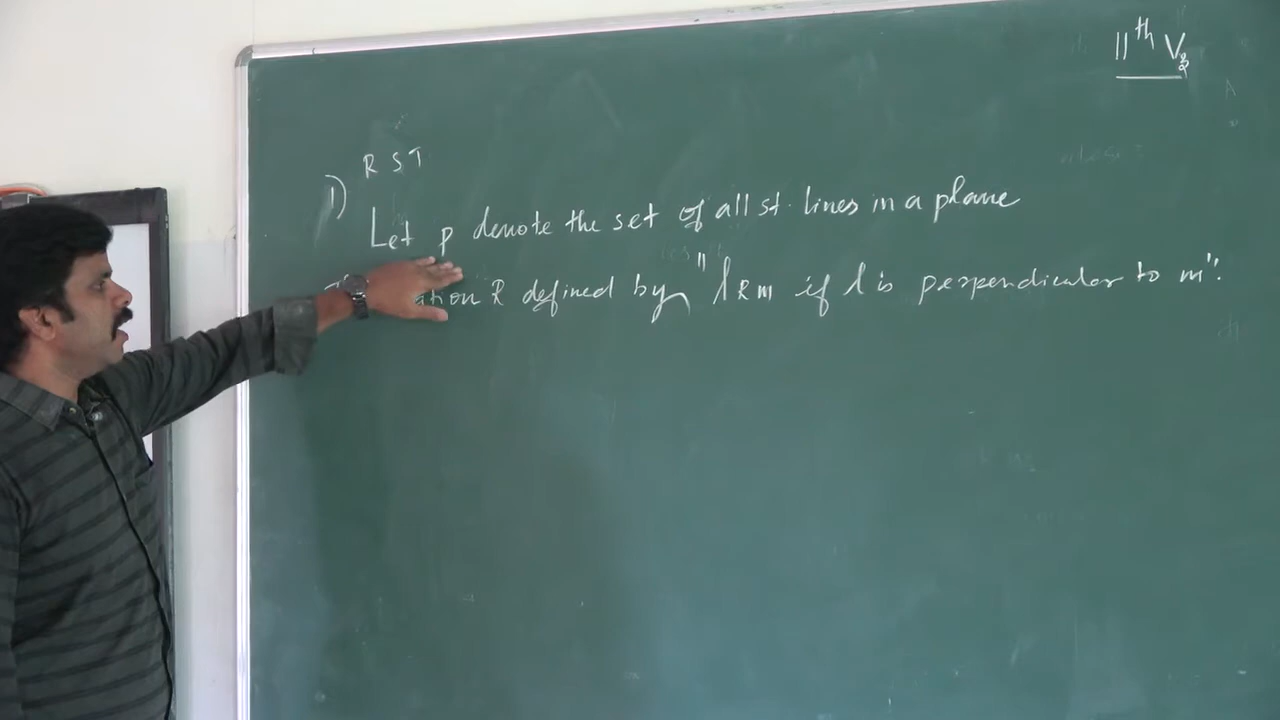 11th V
R S T
1)
Let p denote the set of all st. lines in a plane
R defined by "l R m if l is perpendicular to m".